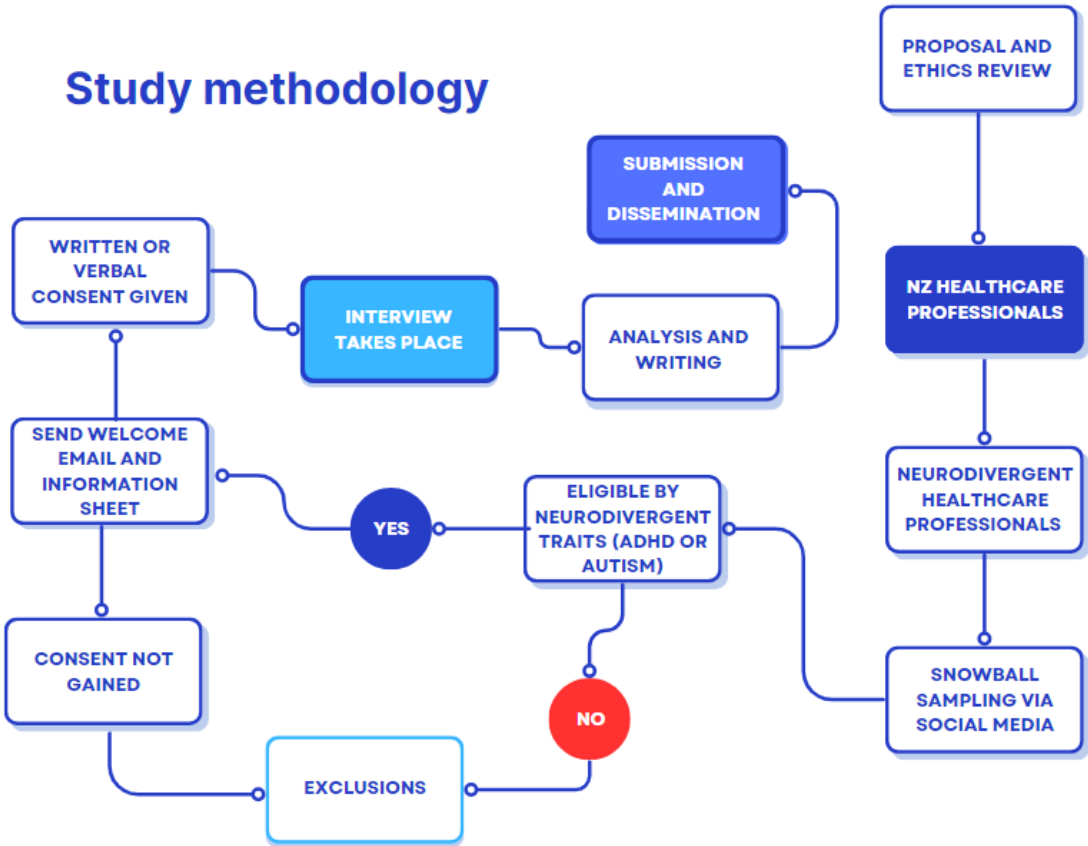 Study methodology
PROPOSAL AND
ETHICS REVIEW
NZ HEALTHCARE
PROFESSIONALS
NEURODIVERGENT
HEALTHCARE
PROFESSIONALS
SNOWBALL
SAMPLING VIA
SOCIAL MEDIA
ELIGIBLE BY
NEURODIVERGENT
TRAITS (ADHD OR
AUTISM)
YES
NO
SEND WELCOME
EMAIL AND
INFORMATION
SHEET
WRITTEN OR
VERBAL
CONSENT GIVEN
CONSENT NOT
GAINED
EXCLUSIONS
INTERVIEW
TAKES PLACE
ANALYSIS AND
WRITING
SUBMISSION
AND
DISSEMINATION